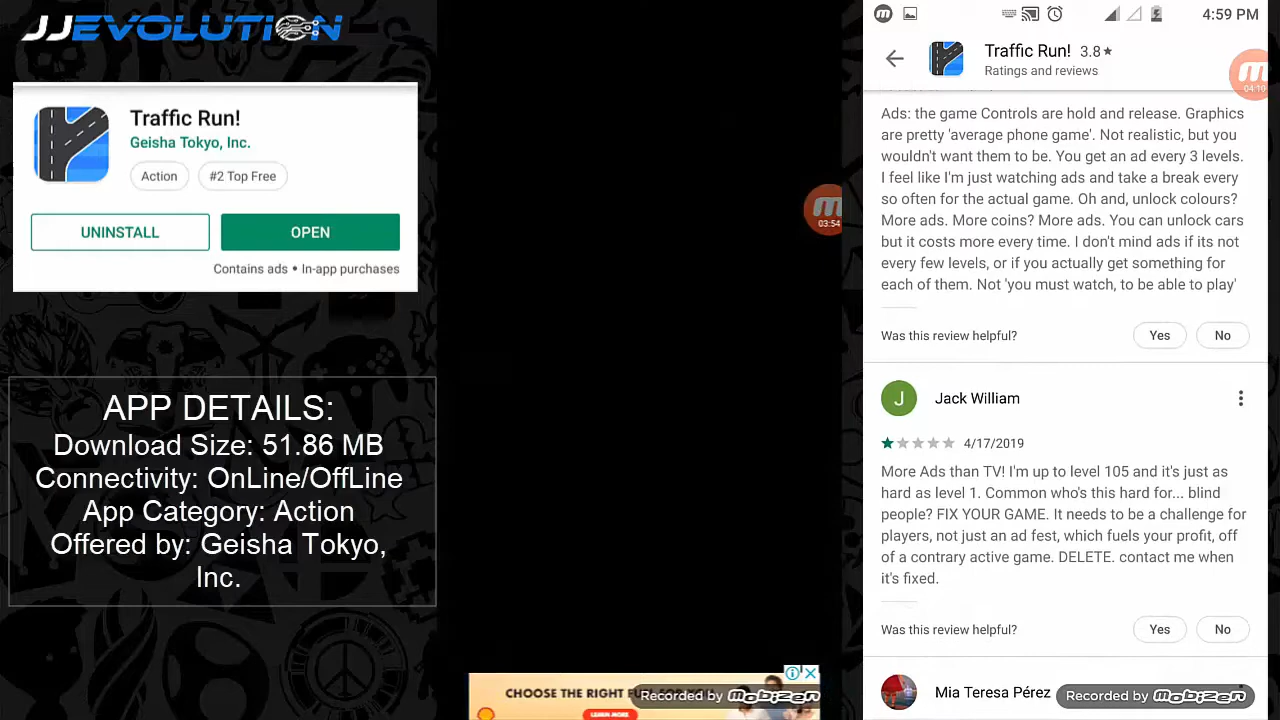 JJEVOLUTION
Traffic Run!
Geisha Tokyo, Inc.
Action
#2 Top Free
UNINSTALL
OPEN
Contains ads • In-app purchases
APP DETAILS:
Download Size: 51.86 MB
Connectivity: OnLine/OffLine
App Category: Action
Offered by: Geisha Tokyo,
Inc.
03:54
CHOOSE THE RIGHT
LEARN MORE
Recorded by Mobizen
4:59 PM
Traffic Run! 3.8★
Ratings and reviews
04:10
Ads: the game Controls are hold and release. Graphics
are pretty 'average phone game'. Not realistic, but you
wouldn't want them to be. You get an ad every 3 levels.
I feel like I'm just watching ads and take a break every
so often for the actual game. Oh and, unlock colours?
More ads. More coins? More ads. You can unlock cars
but it costs more every time. I don't mind ads if its not
every few levels, or if you actually get something for
each of them. Not 'you must watch, to be able to play'
Was this review helpful?
Yes
No
J
Jack William
4/17/2019
More Ads than TV! I'm up to level 105 and it's just as
hard as level 1. Common who's this hard for... blind
people? FIX YOUR GAME. It needs to be a challenge for
players, not just an ad fest, which fuels your profit, off
of a contrary active game. DELETE. contact me when
it's fixed.
Was this review helpful?
Yes
No
Mia Teresa Pérez
Recorded by Mobizen